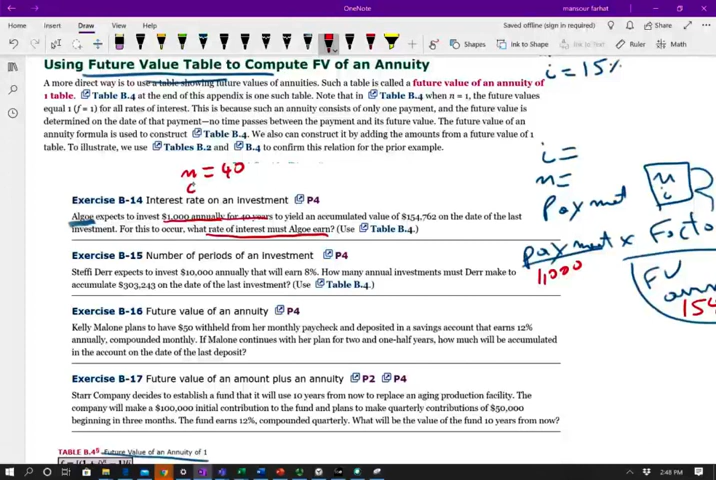 OneNote
mansour farhat
Home Insert Draw View Help
Saved offline (sign in required) Share
Shapes Ink to Shape Ruler Math
Using Future Value Table to Compute FV of an Annuity
i = 15%
A more direct way is to use a table showing future values of annuities. Such a table is called a future value of an annuity of
1 table. Table B.4 at the end of this appendix is one such table. Note that in Table B.4 when n = 1, the future values
equal 1 (f = 1) for all rates of interest. This is because such an annuity consists of only one payment, and the future value is
determined on the date of that payment—no time passes between the payment and its future value. The future value of an
annuity formula is used to construct Table B.4. We also can construct it by adding the amounts from a future value of 1
table. To illustrate, we use Tables B.2 and B.4 to confirm this relation for the prior example.
i =
n = 40
n =
n
i
Payment
Exercise B-14 Interest rate on an investment P4
Algoe expects to invest $1,000 annually for 40 years to yield an accumulated value of $154,762 on the date of the last
investment. For this to occur, what rate of interest must Algoe earn? (Use Table B.4.)
payment x Facto
1,000
FV
154
Exercise B-15 Number of periods of an investment P4
Steffi Derr expects to invest $10,000 annually that will earn 8%. How many annual investments must Derr make to
accumulate $303,243 on the date of the last investment? (Use Table B.4.)
Exercise B-16 Future value of an annuity P4
Kelly Malone plans to have $50 withheld from her monthly paycheck and deposited in a savings account that earns 12%
annually, compounded monthly. If Malone continues with her plan for two and one-half years, how much will be accumulated
in the account on the date of the last deposit?
Exercise B-17 Future value of an amount plus an annuity P2 P4
Starr Company decides to establish a fund that it will use 10 years from now to replace an aging production facility. The
company will make a $100,000 initial contribution to the fund and plans to make quarterly contributions of $50,000
beginning in three months. The fund earns 12%, compounded quarterly. What will be the value of the fund 10 years from now?
TABLE B.4 Future Value of an Annuity of 1
2:48 PM